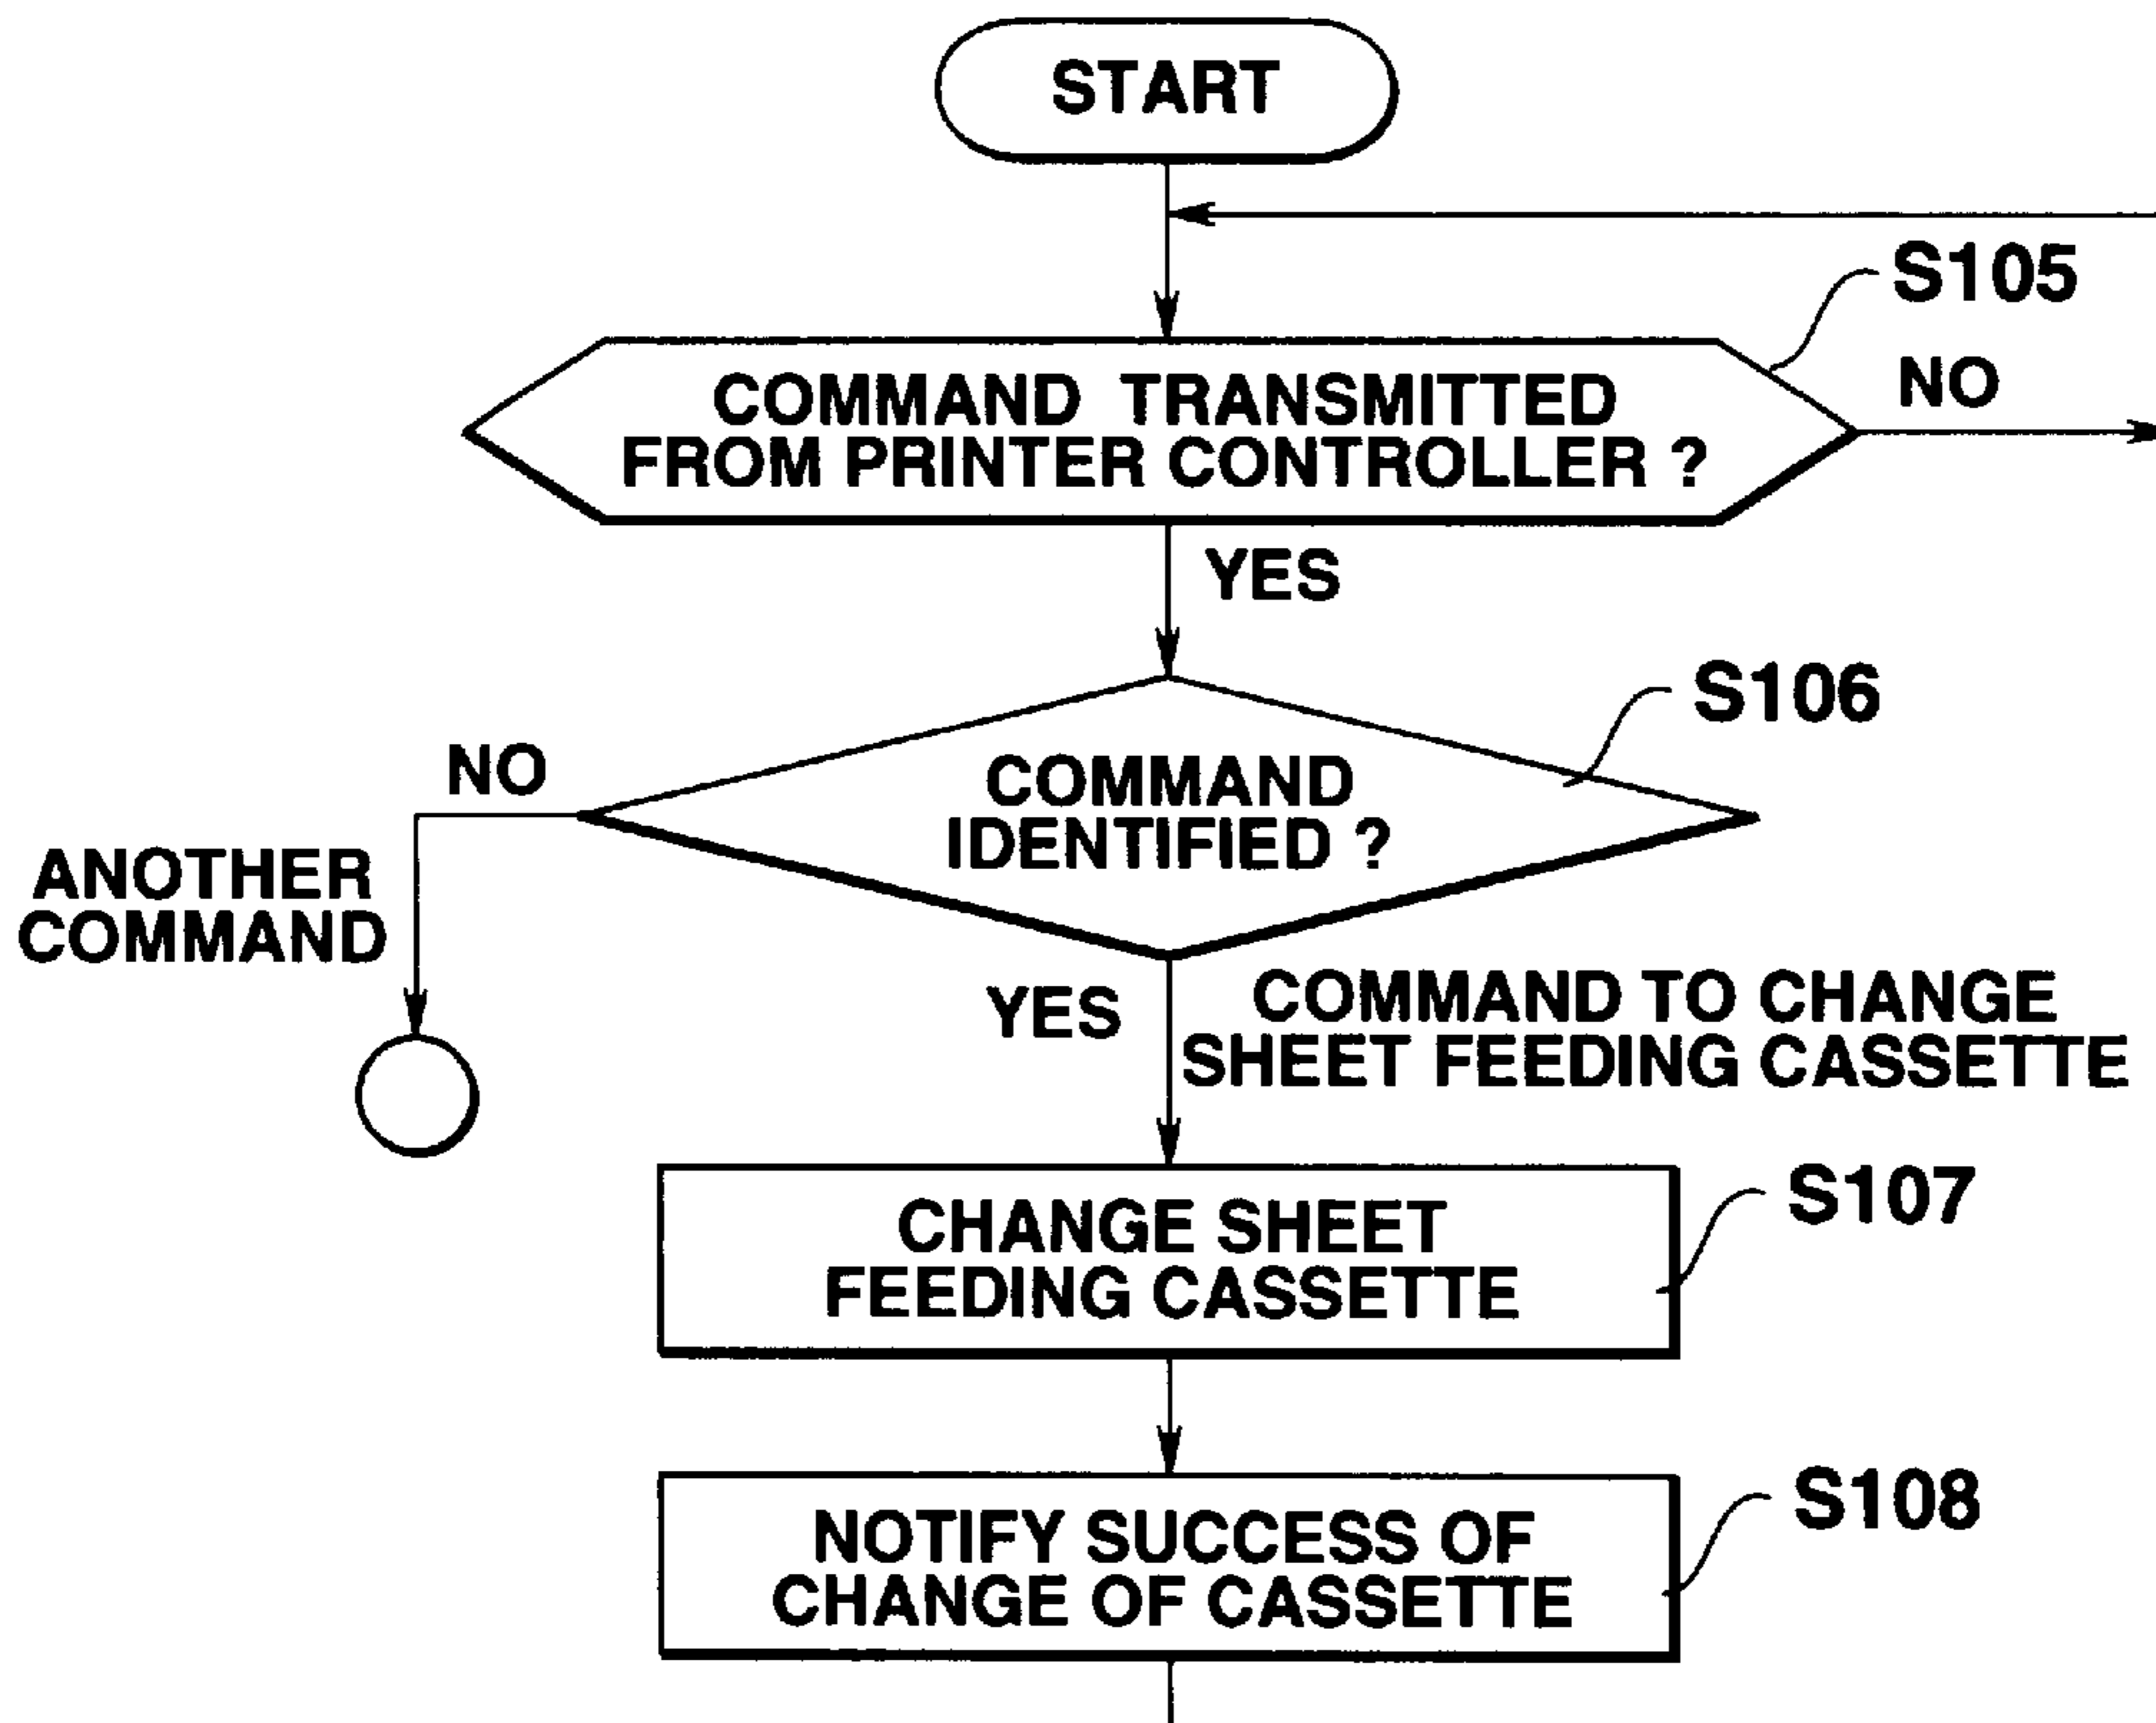 START
S105
COMMAND TRANSMITTED
FROM PRINTER CONTROLLER ?
NO
YES
S106
NO
COMMAND
IDENTIFIED ?
ANOTHER
COMMAND
YES
COMMAND TO CHANGE
SHEET FEEDING CASSETTE
CHANGE SHEET
FEEDING CASSETTE
S107
NOTIFY SUCCESS OF
CHANGE OF CASSETTE
S108